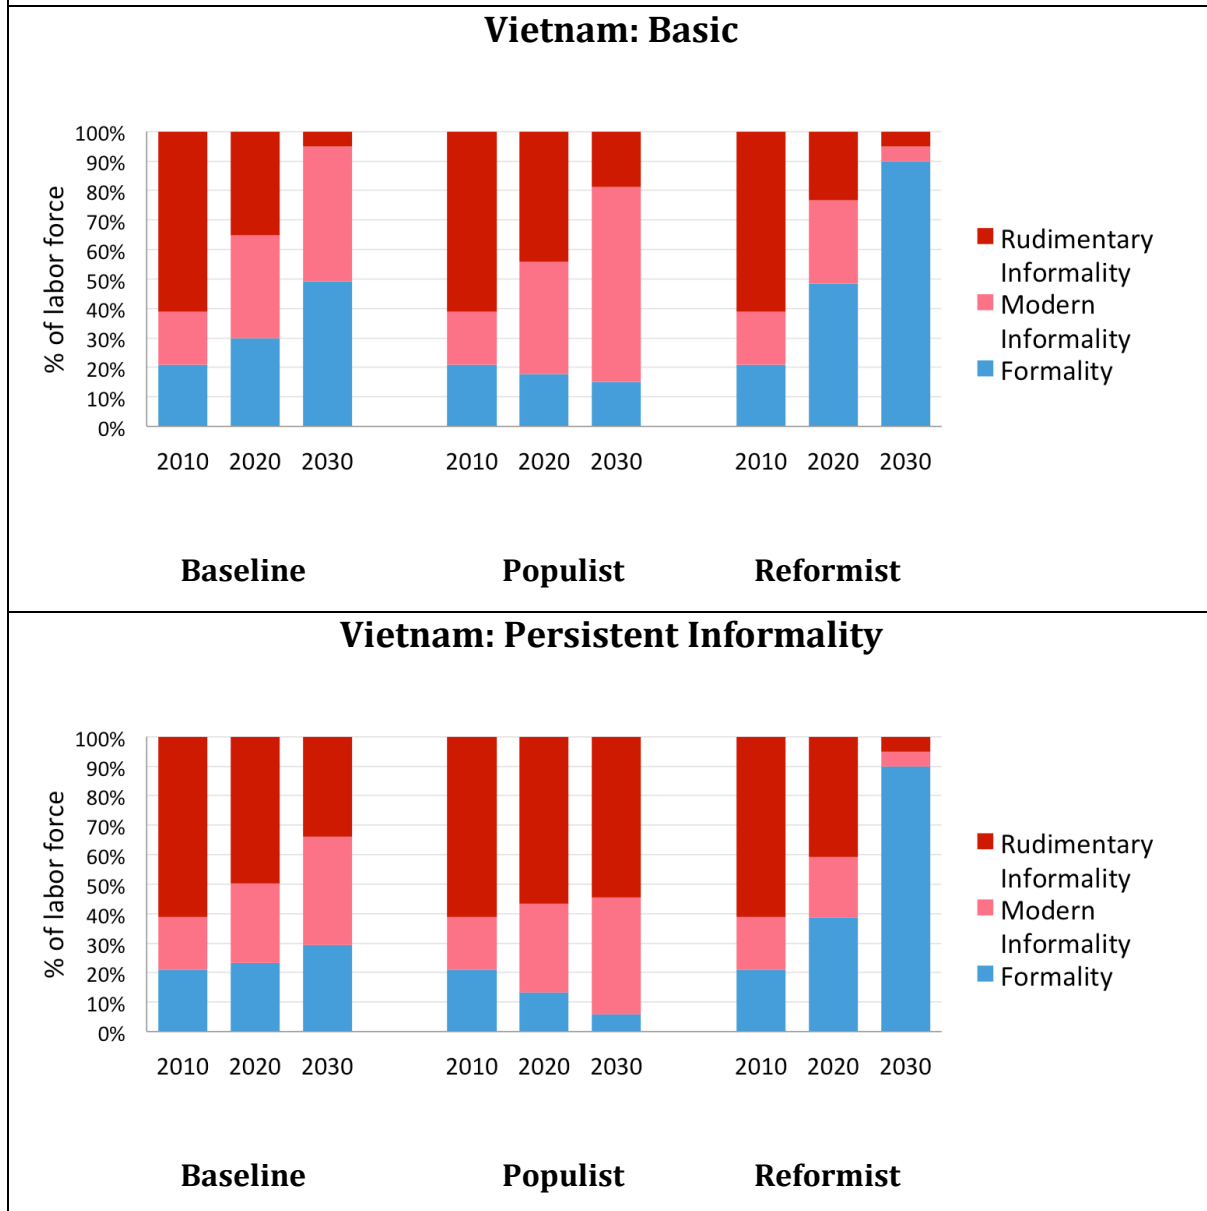 Vietnam: Basic
% of labor force
100%
90%
80%
70%
60%
50%
40%
30%
20%
10%
0%
2010 2020 2030 2010 2020 2030 2010 2020 2030
Rudimentary
Informality
Modern
Informality
Formality
Baseline Populist Reformist
Vietnam: Persistent Informality
% of labor force
100%
90%
80%
70%
60%
50%
40%
30%
20%
10%
0%
2010 2020 2030 2010 2020 2030 2010 2020 2030
Rudimentary
Informality
Modern
Informality
Formality
Baseline Populist Reformist